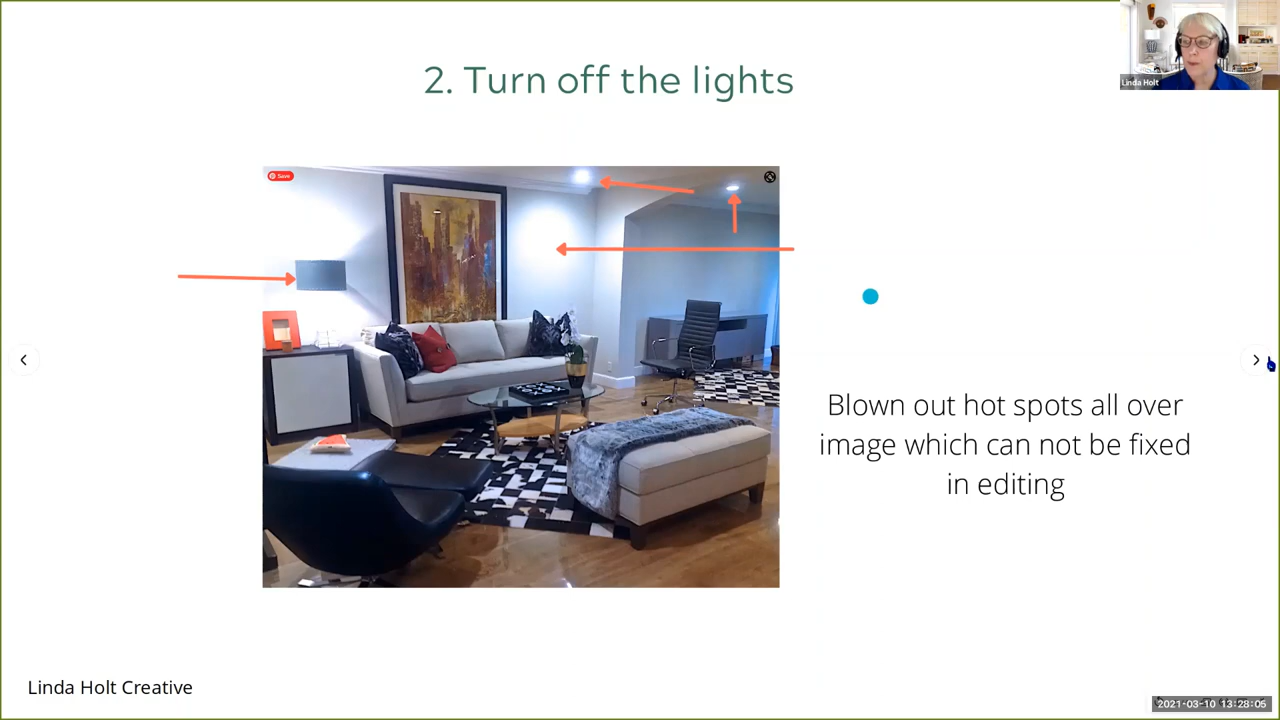 2. Turn off the lights
Linda Holt
Save
Blown out hot spots all over
image which can not be fixed
in editing
Linda Holt Creative
2021-03-10 13:28:06